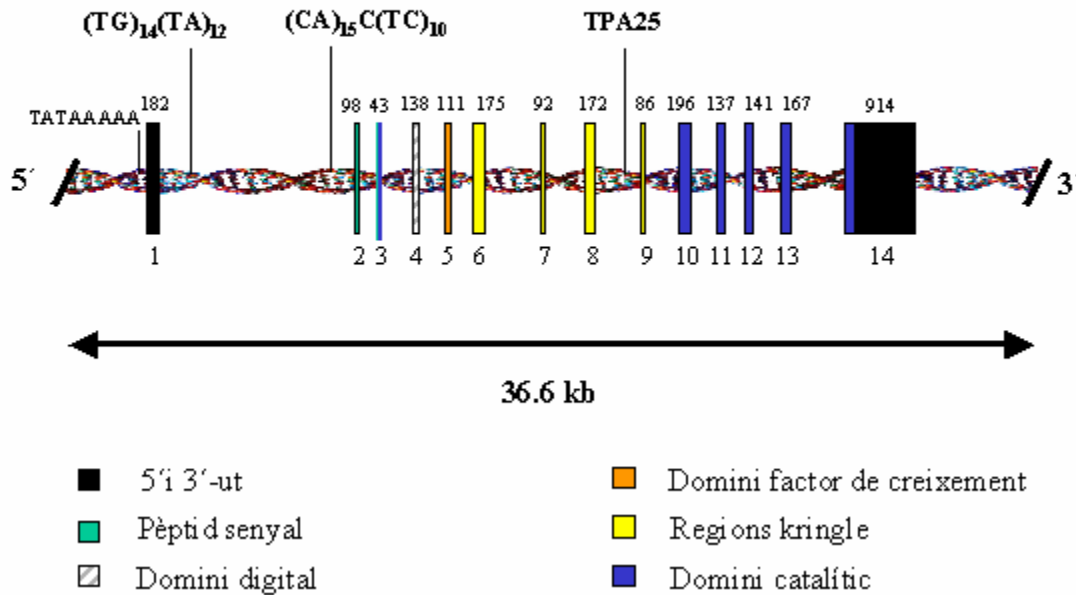 (TG)14(TA)12 (CA)15C(TC)10 TPA25
TATAAAAA 182 98 43 138 111 175 92 172 86 196 137 141 167 914
5´ 3´
1 2 3 4 5 6 7 8 9 10 11 12 13 14
36.6 kb
5´i 3´-ut Domini factor de creixement
Pèptid senyal Regions kringle
Domini digital Domini catalític